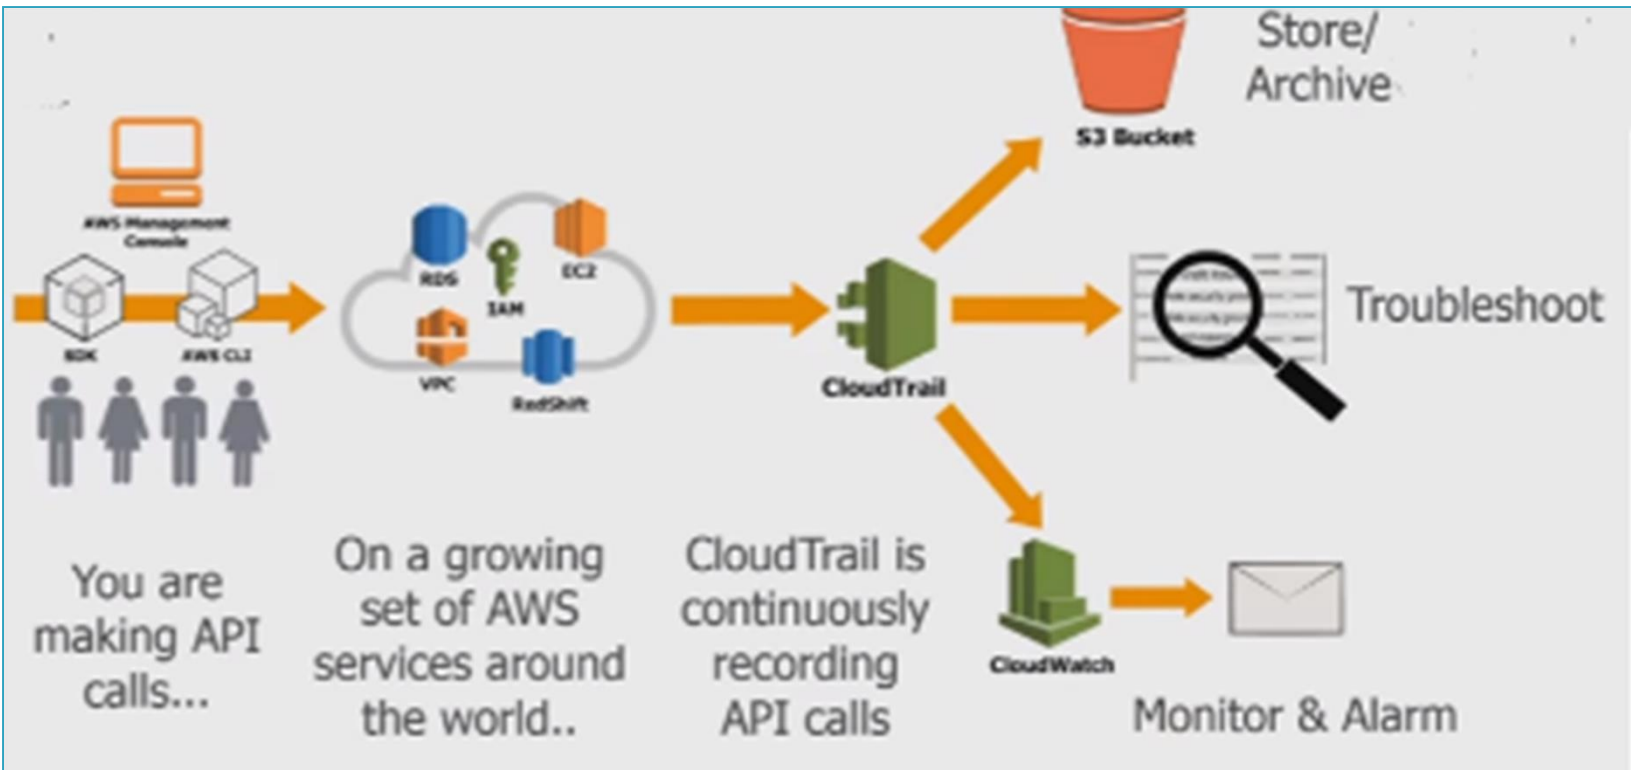 Store/
Archive
S3 Bucket
AWS Management
Console
SDK
AWS CLI
RDS
IAM
EC2
VPC
RedShift
CloudTrail
Troubleshoot
CloudWatch
You are
making API
calls...
On a growing
set of AWS
services around
the world..
CloudTrail is
continuously
recording
API calls
Monitor & Alarm